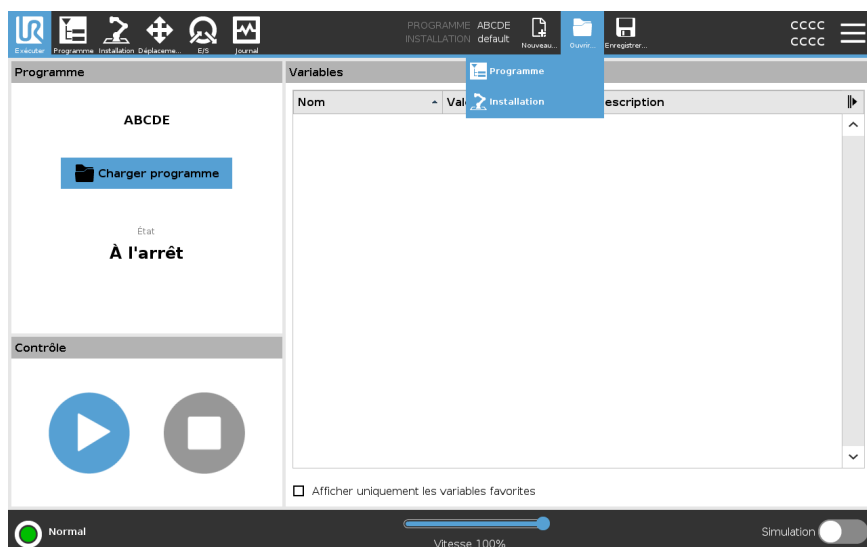 PROGRAMME ABCDE
INSTALLATION default
CCCC
CCCC
Exécuter
Programme
Installation
Déplaceme...
E/S
Journal
Nouveau...
Ouvrir...
Enregistrer...
Programme
Installation
Programme
ABCDE
Charger programme
État
À l'arrêt
Contrôle
Variables
Nom
Val
escription
Afficher uniquement les variables favorites
Normal
Vitesse 100%
Simulation